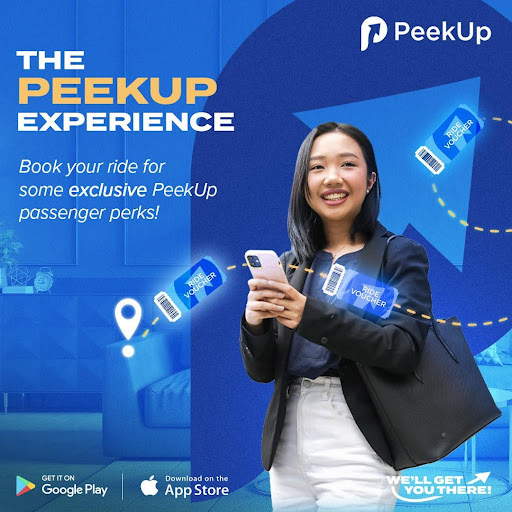 PeekUp
THE
PEEKUP
EXPERIENCE
Book your ride for
some exclusive PeekUp
passenger perks!
RIDE
VOUCHER
RIDE
VOUCHER
RIDE
VOUCHER
GET IT ON
Google Play
Download on the
App Store
WE'LL GET
YOU THERE!